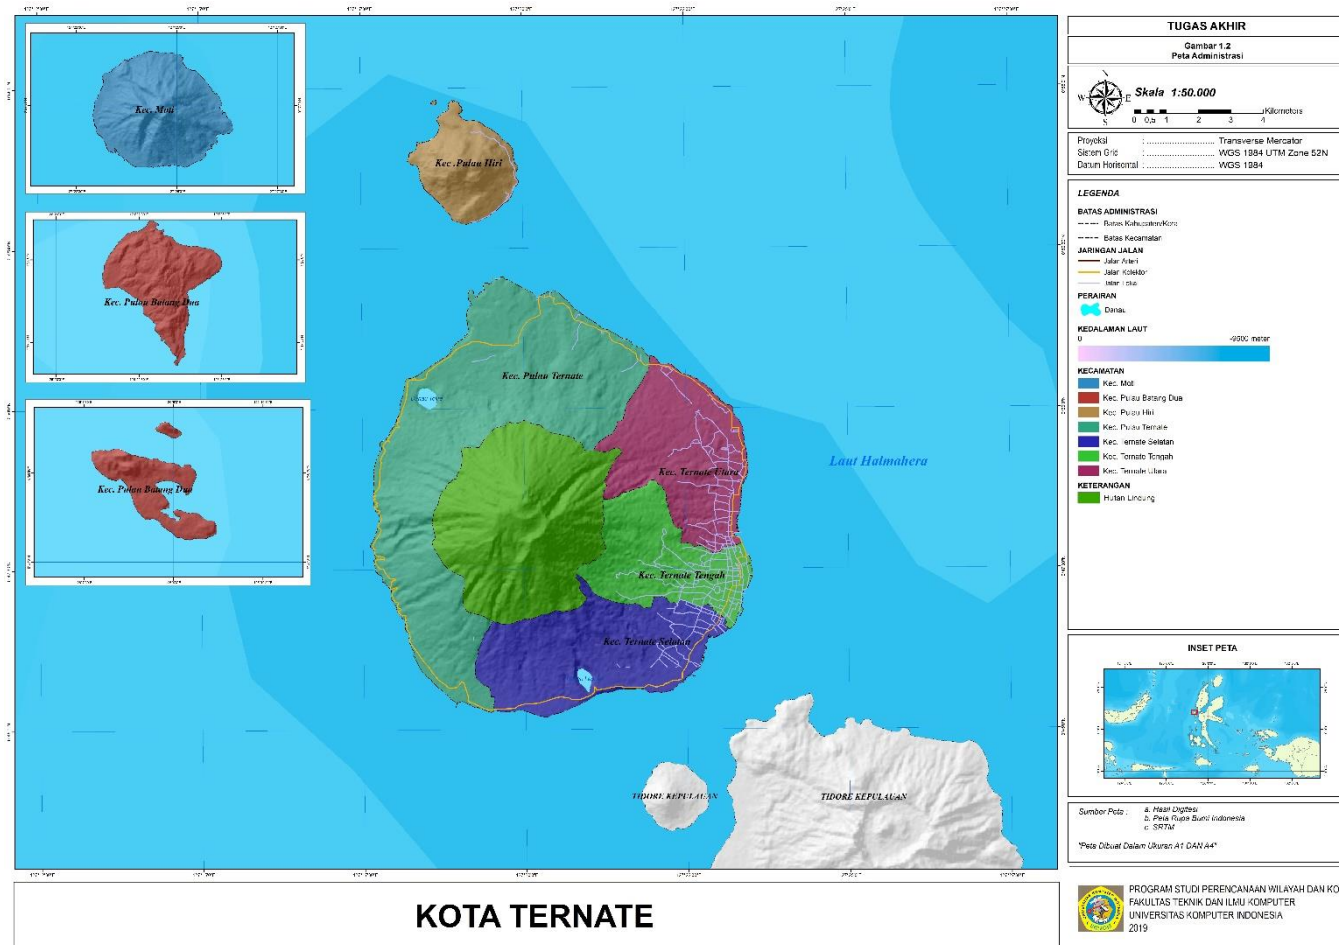 Kec. Moti
Kec. Pulau Batang Dua
Kec. Pulau Batang Dua
Kec. Pulau Hiri
Kec. Pulau Ternate
Kec. Ternate Utara
Kec. Ternate Tengah
Kec. Ternate Selatan
Laut Halmahera
TIDORE KEPULAUAN
TIDORE KEPULAUAN
KOTA TERNATE
TUGAS AKHIR
Gambar 1.2
Peta Administrasi
N
W E
S
Skala 1:50.000
Kilometers
0 0,5 1 2 3 4
Proyeksi : Transverse Mercator
Sistem Grid : WGS 1984 UTM Zone 52N
Datum Horisontal : WGS 1984
LEGENDA
BATAS ADMINISTRASI
Batas Kabupaten/Kota
Batas Kecamatan
JARINGAN JALAN
Jalan Arteri
Jalan Kolektor
Jalan Lokal
PERAIRAN
Danau
KEDALAMAN LAUT
0 -9600 meter
KECAMATAN
Kec. Moti
Kec. Pulau Batang Dua
Kec. Pulau Hiri
Kec. Pulau Ternate
Kec. Ternate Selatan
Kec. Ternate Tengah
Kec. Ternate Utara
KETERANGAN
Hutan Lindung
INSET PETA
Sumber Peta : a. Hasil Digitasi
b. Peta Rupa Bumi Indonesia
c. SRTM
*Peta Dibuat Dalam Ukuran A1 DAN A4*
PROGRAM STUDI PERENCANAAN WILAYAH DAN KO
FAKULTAS TEKNIK DAN ILMU KOMPUTER
UNIVERSITAS KOMPUTER INDONESIA
2019